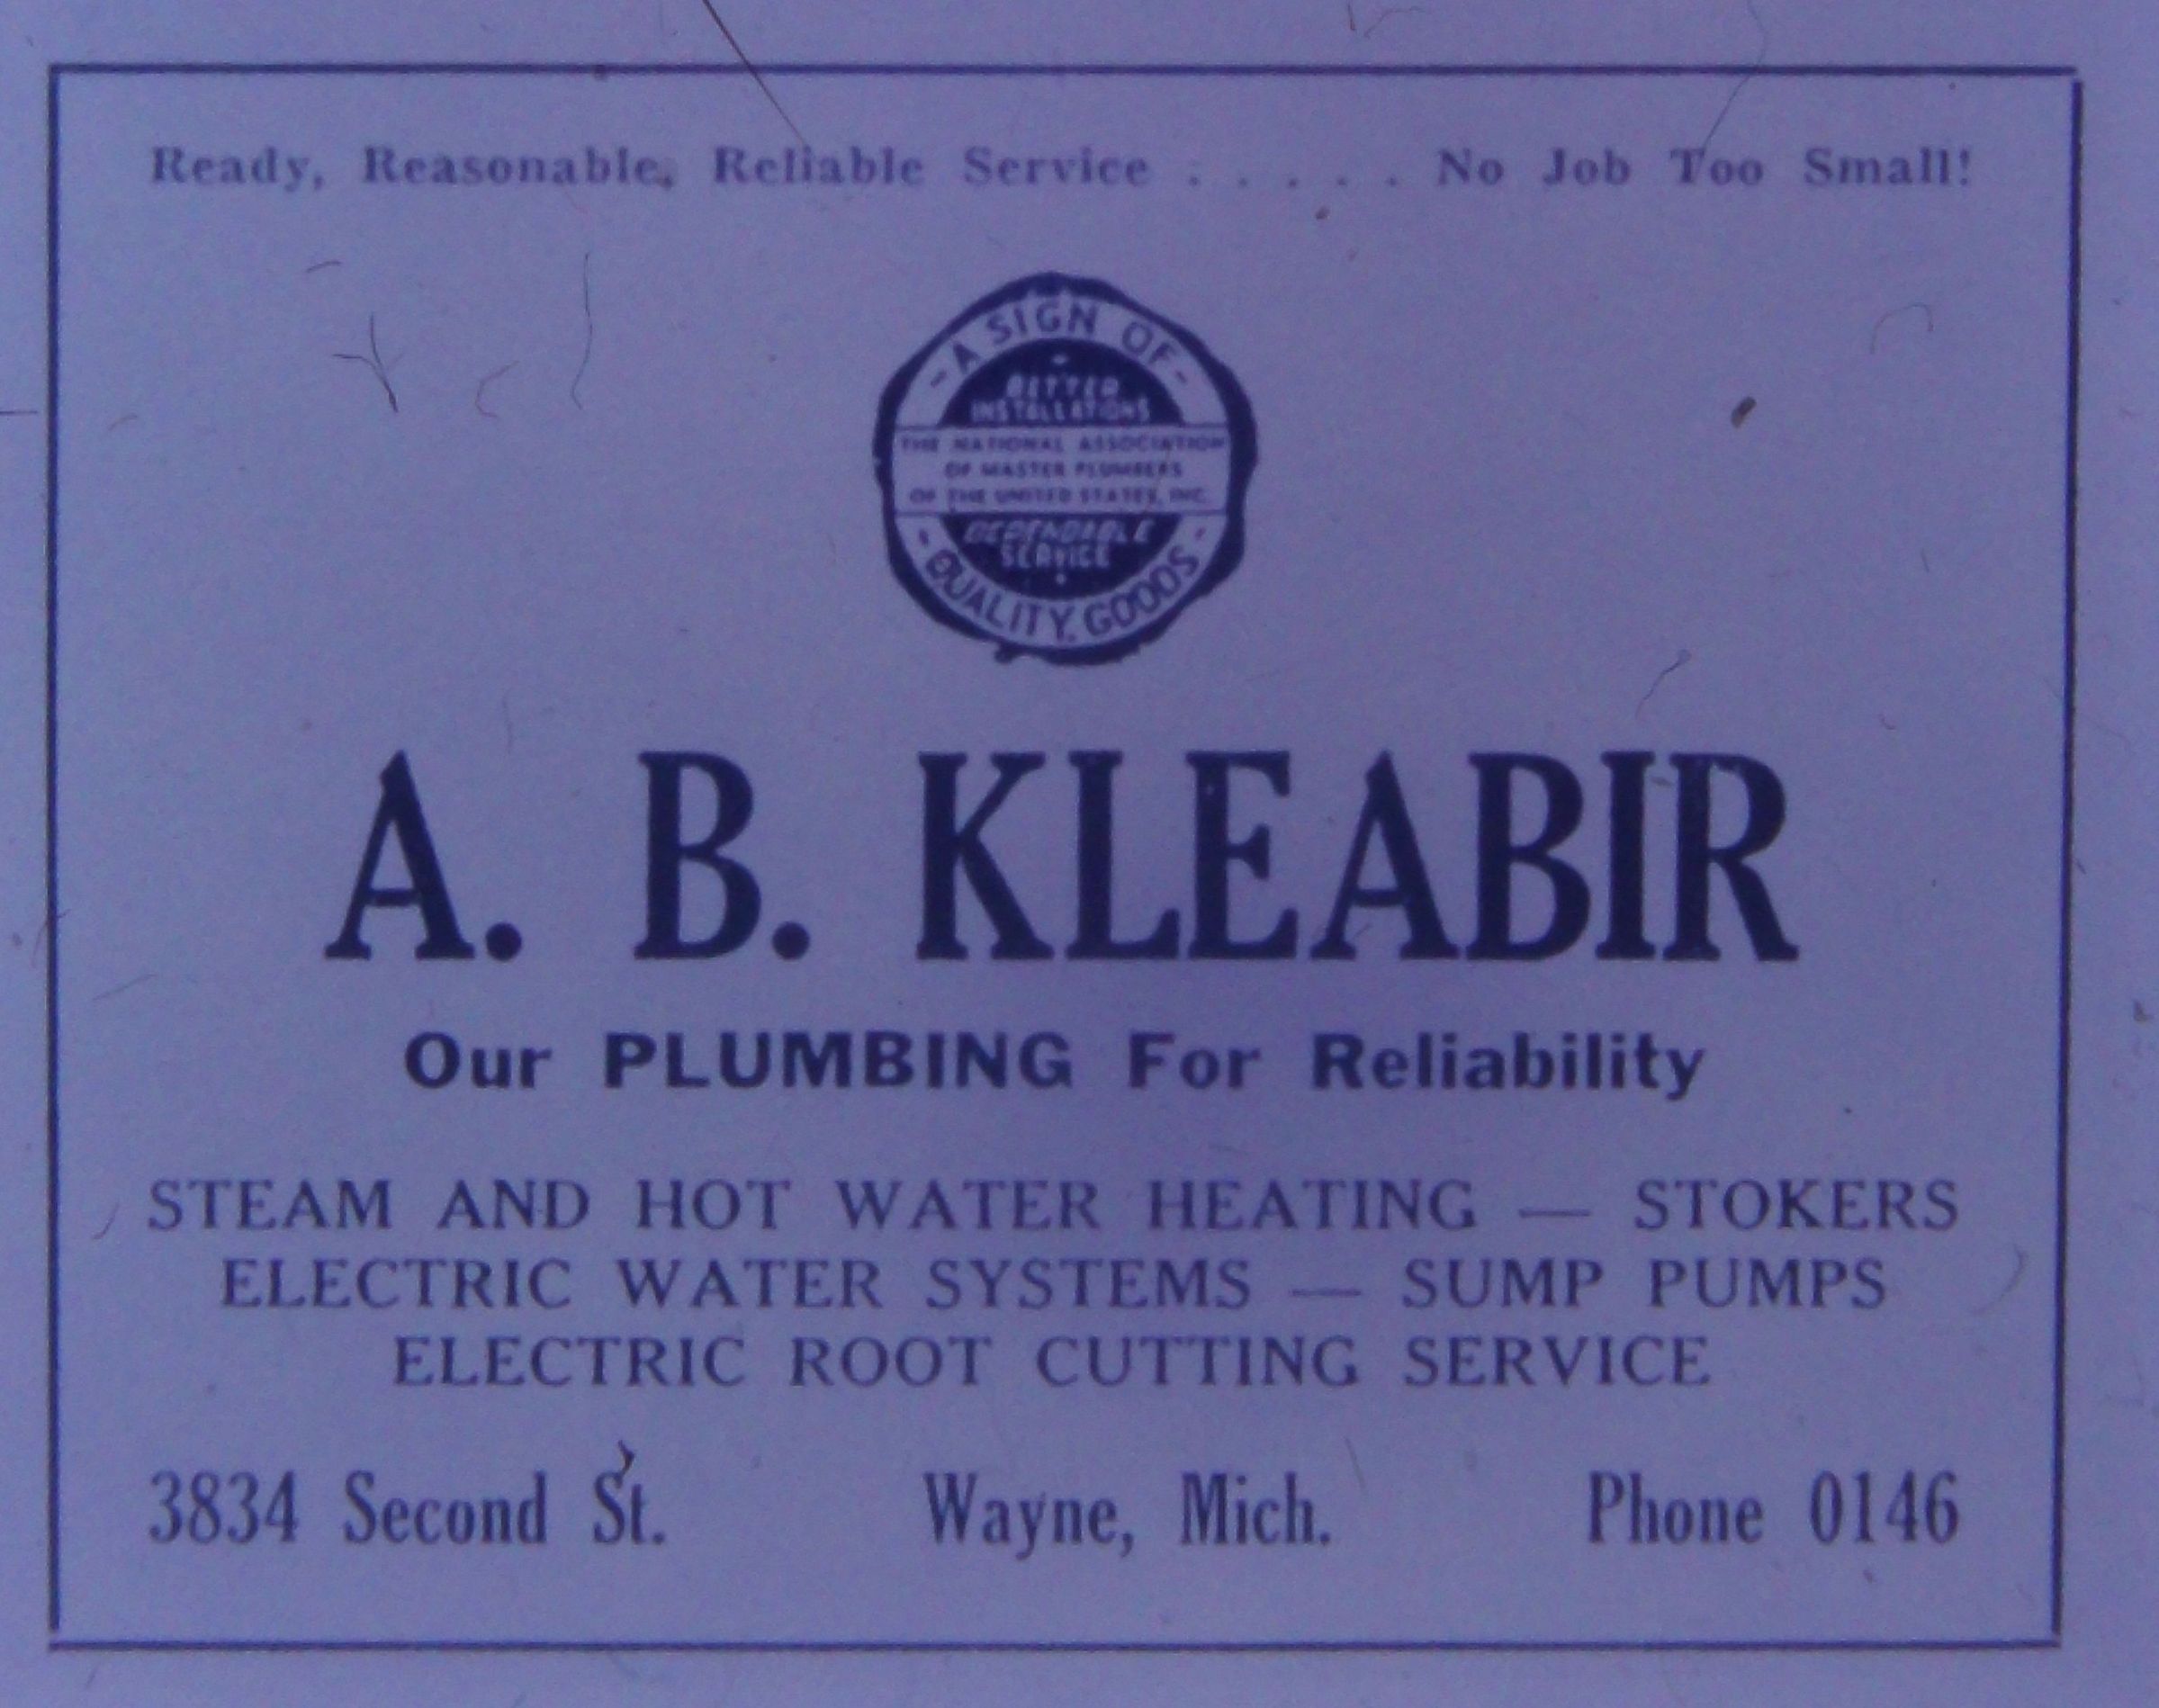 Ready, Reasonable, Reliable Service . . . . . No Job Too Small!
- A SIGN OF -
BETTER
INSTALLATIONS
THE NATIONAL ASSOCIATION
OF MASTER PLUMBERS
OF THE UNITED STATES, INC.
DEPENDABLE
SERVICE
- QUALITY GOODS -
A. B. KLEABIR
Our PLUMBING For Reliability
STEAM AND HOT WATER HEATING — STOKERS
ELECTRIC WATER SYSTEMS — SUMP PUMPS
ELECTRIC ROOT CUTTING SERVICE
3834 Second St. Wayne, Mich. Phone 0146